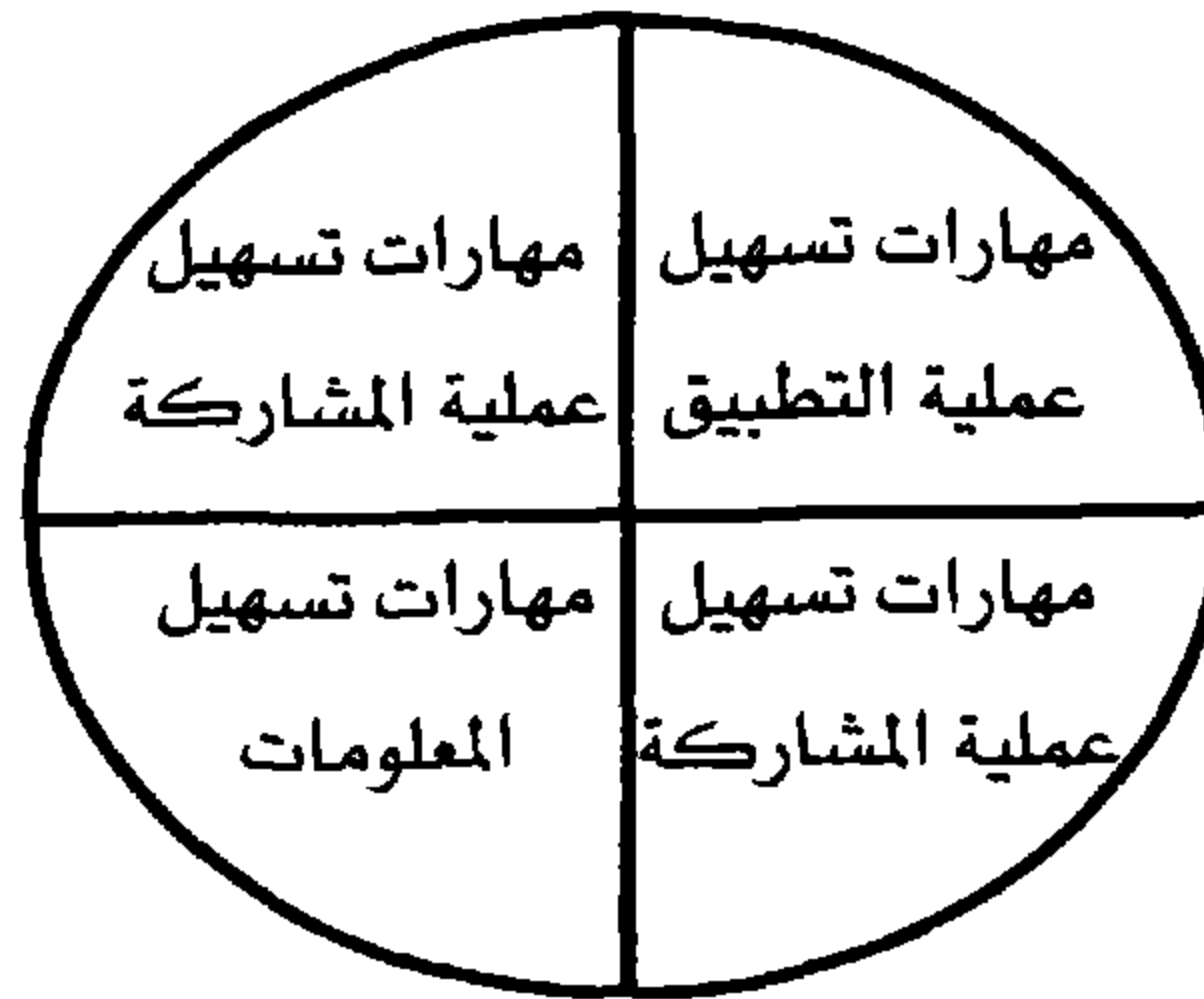 مهارات تسهيل
عملية التطبيق
مهارات تسهيل
عملية المشاركة
مهارات تسهيل
عملية المشاركة
مهارات تسهيل
المعلومات